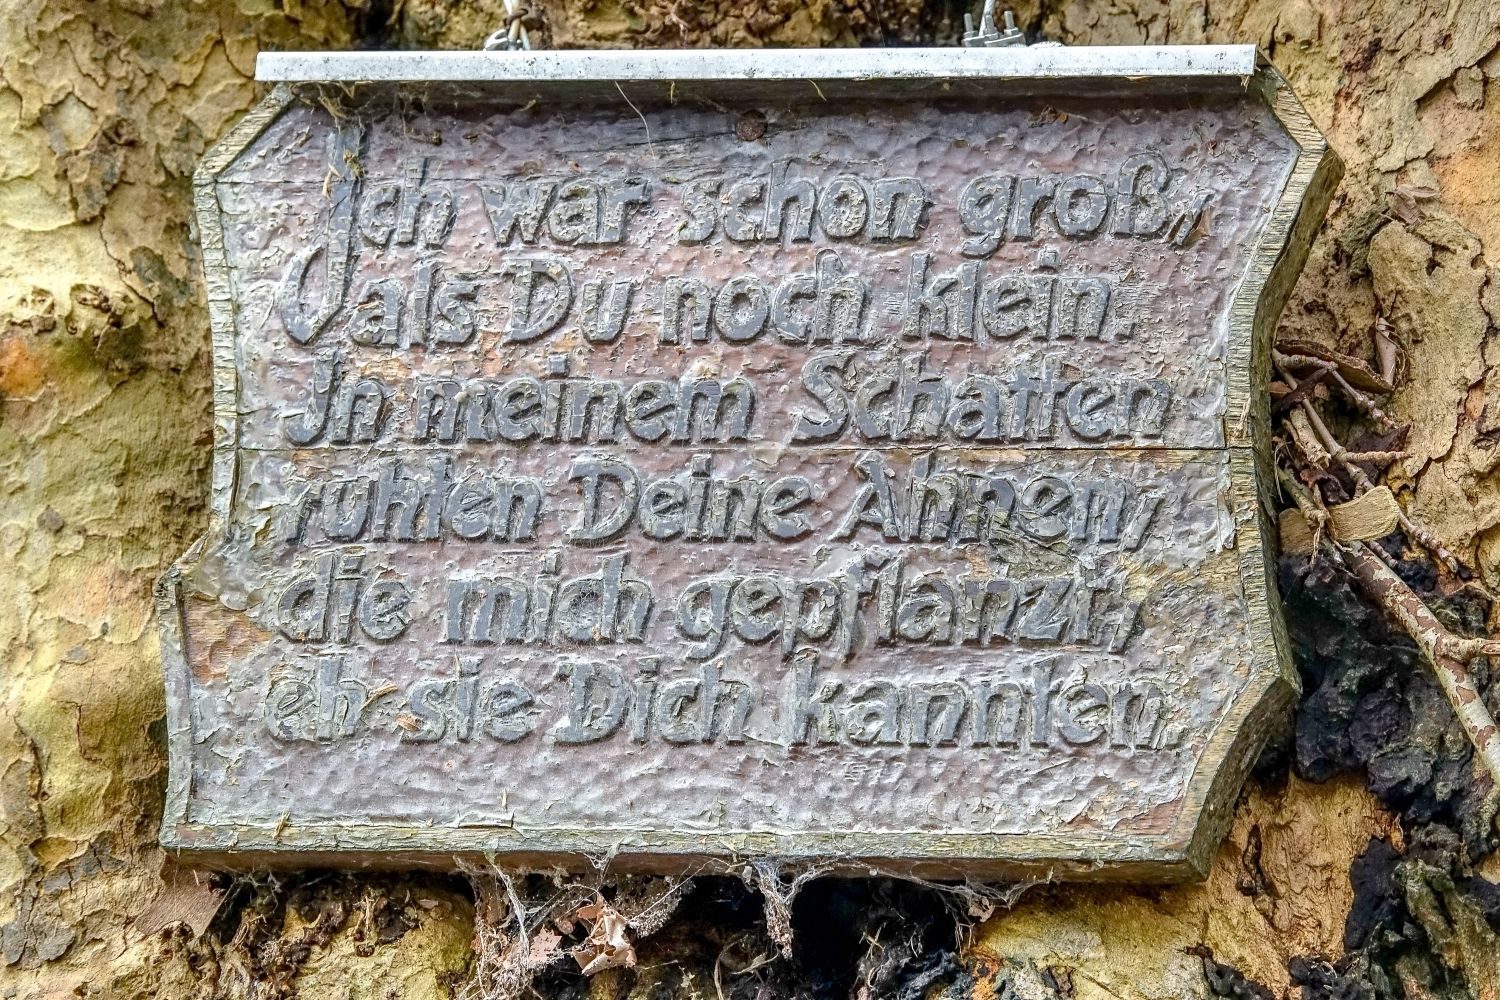 Ich war schon groß,
als Du noch klein.
In meinem Schatten
ruhten Deine Ahnen,
die mich gepflanzt,
eh sie Dich kannten.